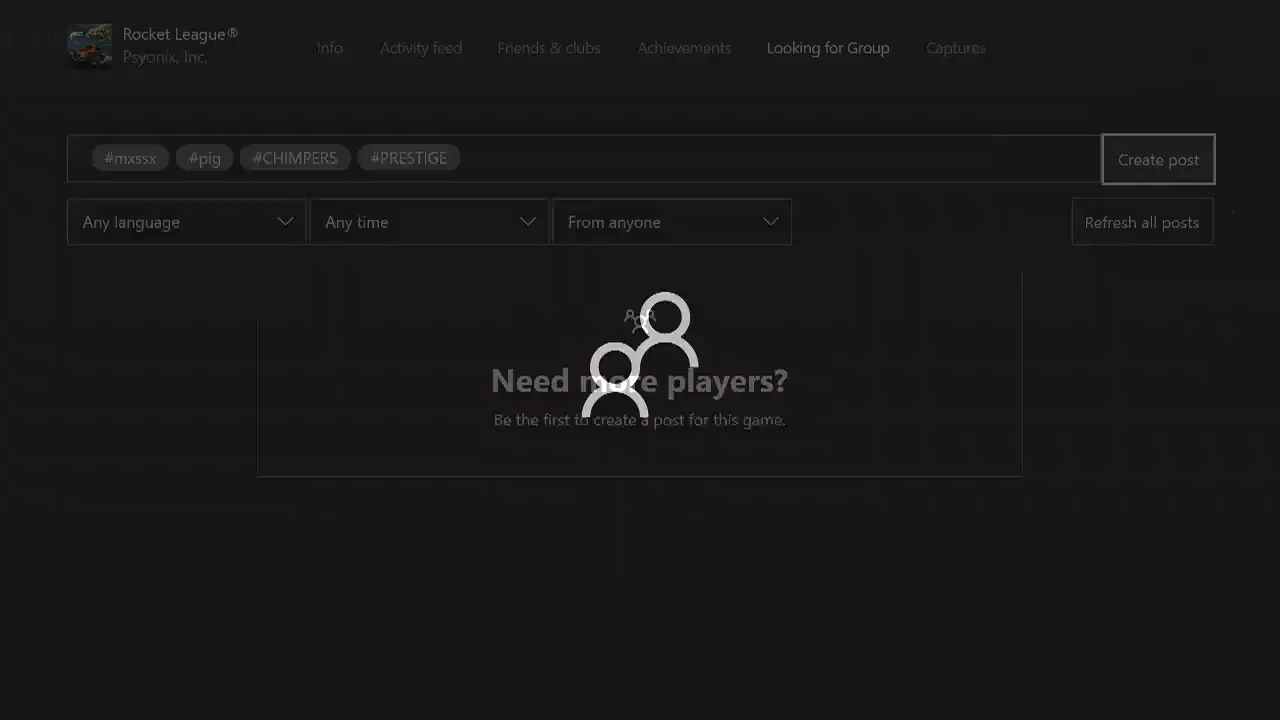 Rocket League®
Psyonix, Inc.
Info
Activity feed
Friends & clubs
Achievements
Looking for Group
Captures
#mxssx
#pig
#CHIMPERS
#PRESTIGE
Create post
Any language
Any time
From anyone
Refresh all posts
Need more players?
Be the first to create a post for this game.